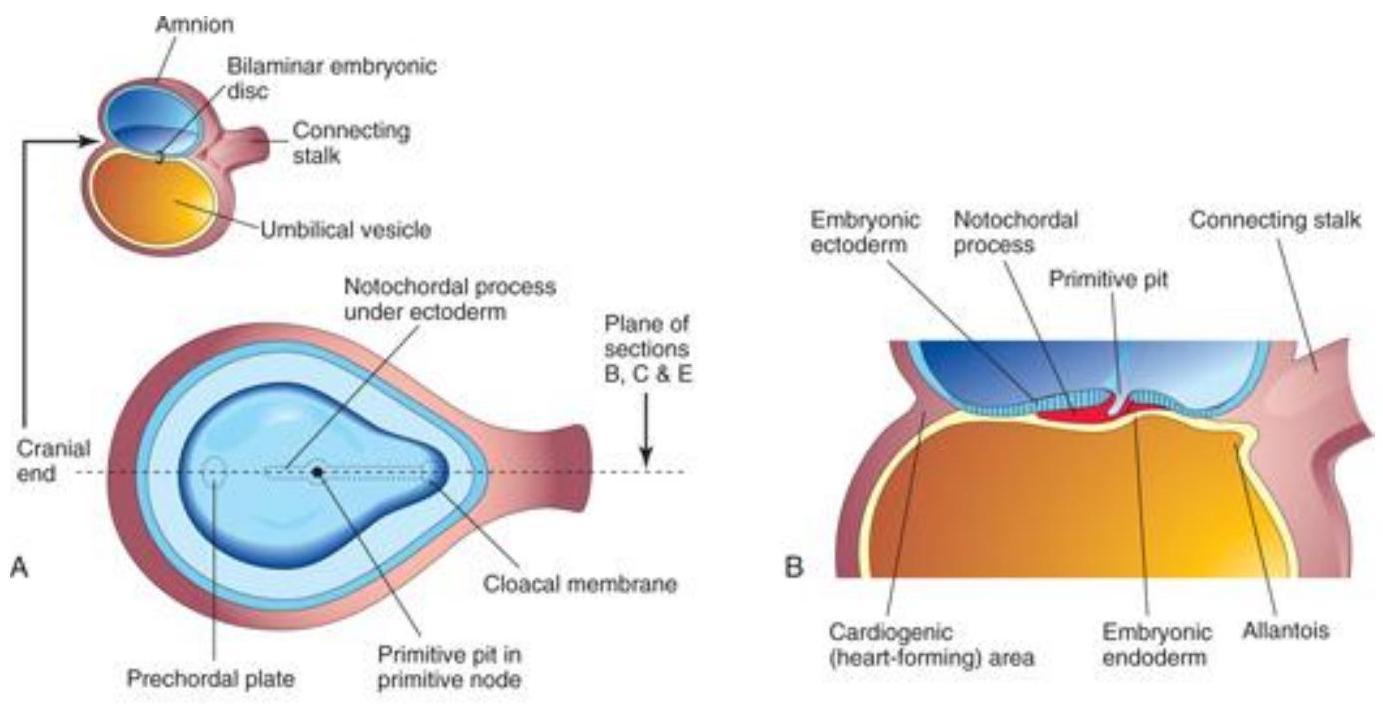 Amnion
Bilaminar embryonic
disc
Connecting
stalk
Umbilical vesicle
Notochordal process
under ectoderm
Plane of
sections
B, C & E
Cranial
end
A
Cloacal membrane
Primitive pit in
primitive node
Prechordal plate
Embryonic
ectoderm
Notochordal
process
Connecting stalk
Primitive pit
B
Cardiogenic
(heart-forming) area
Embryonic
endoderm
Allantois